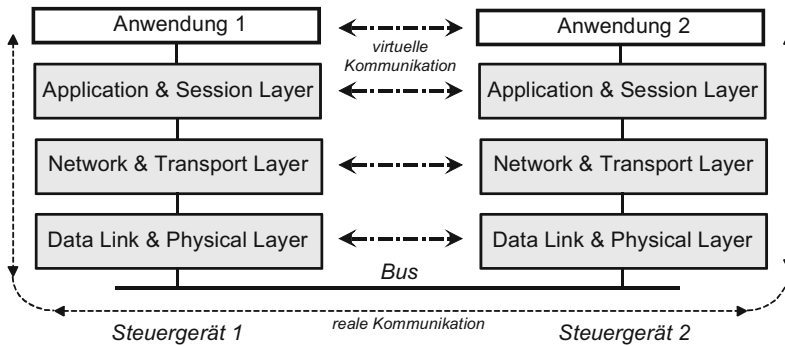 Anwendung 1
Anwendung 2
virtuelle
Kommunikation
Application & Session Layer
Application & Session Layer
Network & Transport Layer
Network & Transport Layer
Data Link & Physical Layer
Data Link & Physical Layer
Bus
Steuergerät 1
reale Kommunikation
Steuergerät 2